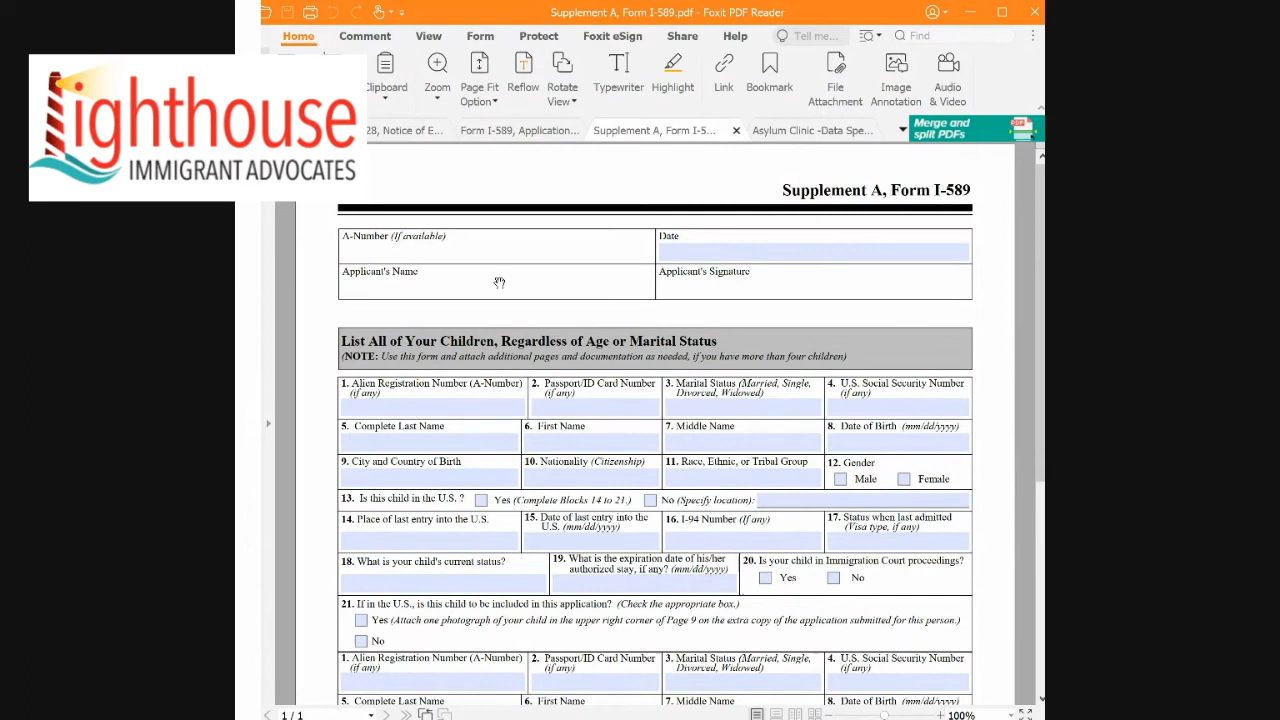 Supplement A, Form I-589.pdf - Foxit PDF Reader
Home Comment View Form Protect Foxit eSign Share Help Tell me... Find
Clipboard Zoom Page Fit Option Reflow Rotate View Typewriter Highlight Link Bookmark File Attachment Image Annotation Audio & Video
28, Notice of E... Form I-589, Application... Supplement A, Form I-5... Asylum Clinic -Data Spe... Merge and split PDFs
Lighthouse
IMMIGRANT ADVOCATES
Supplement A, Form I-589
A-Number (If available) Date
Applicant's Name Applicant's Signature
List All of Your Children, Regardless of Age or Marital Status
(NOTE: Use this form and attach additional pages and documentation as needed, if you have more than four children)
1. Alien Registration Number (A-Number) (if any) 2. Passport/ID Card Number (if any) 3. Marital Status (Married, Single, Divorced, Widowed) 4. U.S. Social Security Number (if any)
5. Complete Last Name 6. First Name 7. Middle Name 8. Date of Birth (mm/dd/yyyy)
9. City and Country of Birth 10. Nationality (Citizenship) 11. Race, Ethnic, or Tribal Group 12. Gender
Male Female
13. Is this child in the U.S. ? Yes (Complete Blocks 14 to 21.) No (Specify location):
14. Place of last entry into the U.S. 15. Date of last entry into the U.S. (mm/dd/yyyy) 16. I-94 Number (If any) 17. Status when last admitted (Visa type, if any)
18. What is your child's current status? 19. What is the expiration date of his/her authorized stay, if any? (mm/dd/yyyy) 20. Is your child in Immigration Court proceedings?
Yes No
21. If in the U.S., is this child to be included in this application? (Check the appropriate box.)
Yes (Attach one photograph of your child in the upper right corner of Page 9 on the extra copy of the application submitted for this person.)
No
1. Alien Registration Number (A-Number) (if any) 2. Passport/ID Card Number (if any) 3. Marital Status (Married, Single, Divorced, Widowed) 4. U.S. Social Security Number (if any)
5. Complete Last Name 6. First Name 7. Middle Name 8. Date of Birth (mm/dd/yyyy)
1 / 1 100%